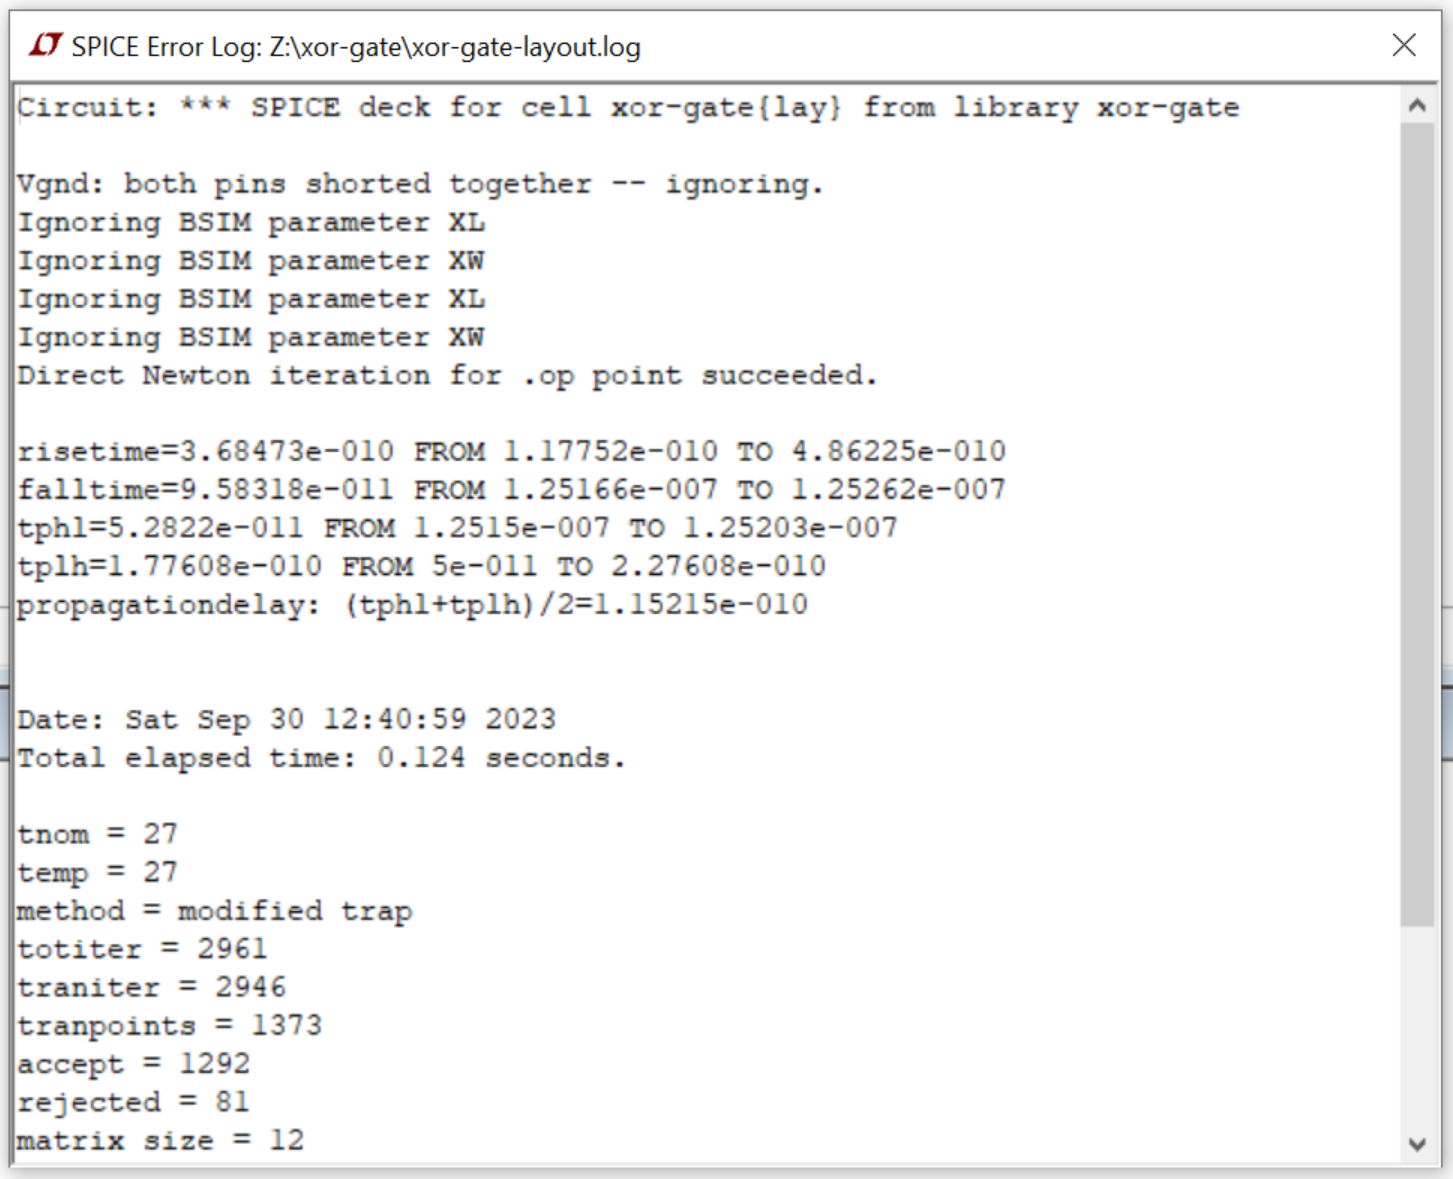 SPICE Error Log: Z:\xor-gate\xor-gate-layout.log
Circuit: *** SPICE deck for cell xor-gate{lay} from library xor-gate
Vgnd: both pins shorted together -- ignoring.
Ignoring BSIM parameter XL
Ignoring BSIM parameter XW
Ignoring BSIM parameter XL
Ignoring BSIM parameter XW
Direct Newton iteration for .op point succeeded.
risetime=3.68473e-010 FROM 1.17752e-010 TO 4.86225e-010
falltime=9.58318e-011 FROM 1.25166e-007 TO 1.25262e-007
tphl=5.2822e-011 FROM 1.2515e-007 TO 1.25203e-007
tplh=1.77608e-010 FROM 5e-011 TO 2.27608e-010
propagationdelay: (tphl+tplh)/2=1.15215e-010
Date: Sat Sep 30 12:40:59 2023
Total elapsed time: 0.124 seconds.
tnom = 27
temp = 27
method = modified trap
totiter = 2961
traniter = 2946
tranpoints = 1373
accept = 1292
rejected = 81
matrix size = 12